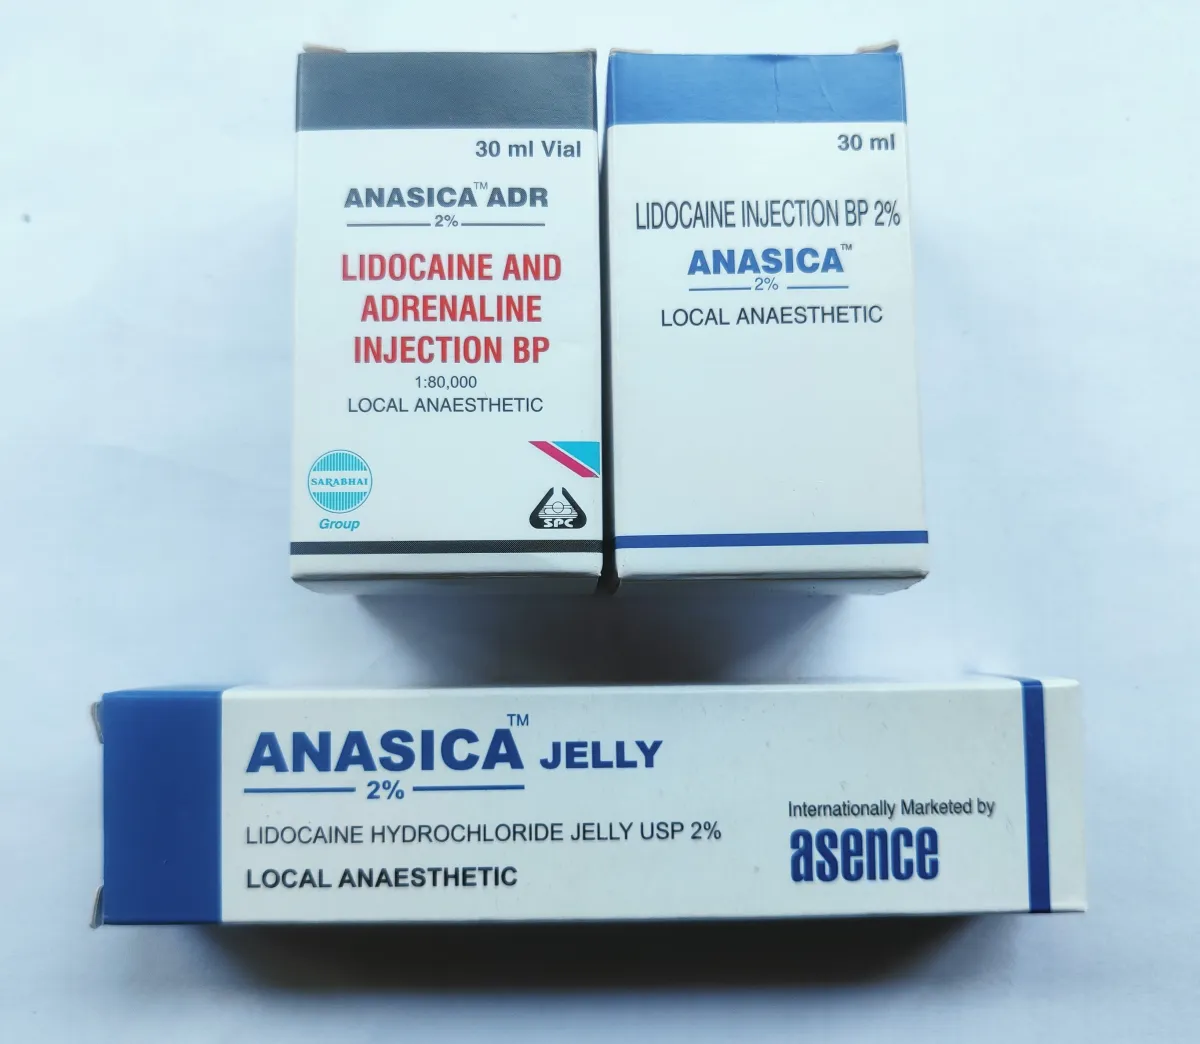 30 ml Vial
ANASICA™ ADR
2%
LIDOCAINE AND
ADRENALINE
INJECTION BP
1:80,000
LOCAL ANAESTHETIC
SARABHAI
Group
SPC
30 ml
LIDOCAINE INJECTION BP 2%
ANASICA™
2%
LOCAL ANAESTHETIC
ANASICA™ JELLY
2%
LIDOCAINE HYDROCHLORIDE JELLY USP 2%
LOCAL ANAESTHETIC
Internationally Marketed by
asence